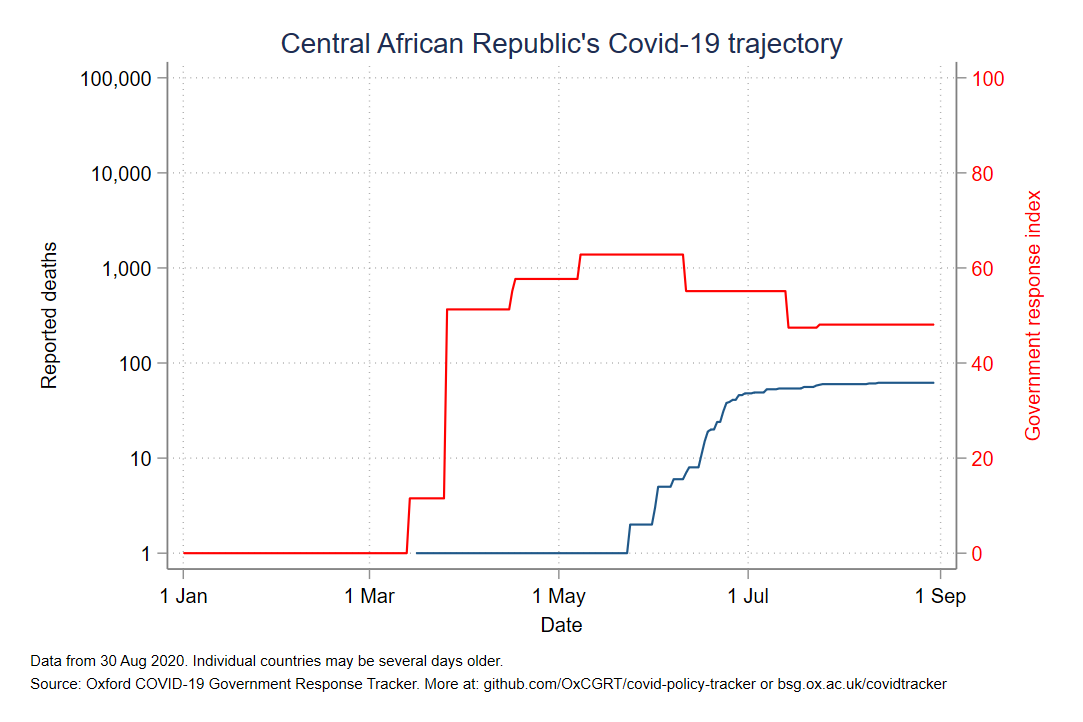 Central African Republic's Covid-19 trajectory
100,000
10,000
1,000
100
10
1
Reported deaths
100
80
60
40
20
0
Government response index
1 Jan
1 Mar
1 May
1 Jul
1 Sep
Date
Data from 30 Aug 2020. Individual countries may be several days older.
Source: Oxford COVID-19 Government Response Tracker. More at: github.com/OxCGRT/covid-policy-tracker or bsg.ox.ac.uk/covidtracker